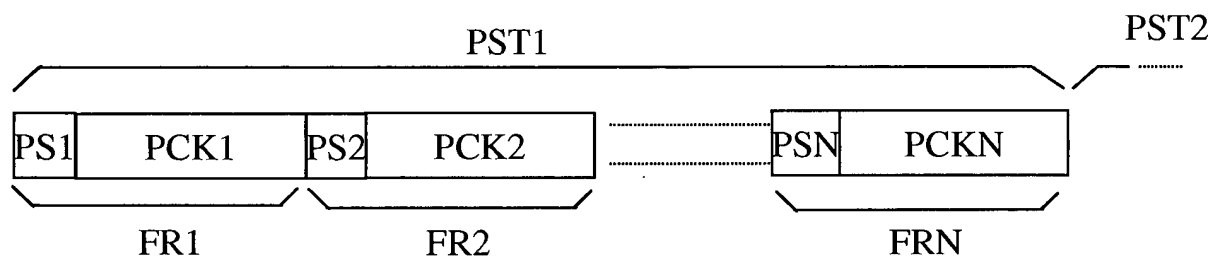 PST1 PST2
PS1 PCK1 PS2 PCK2 PSN PCKN
FR1 FR2 FRN